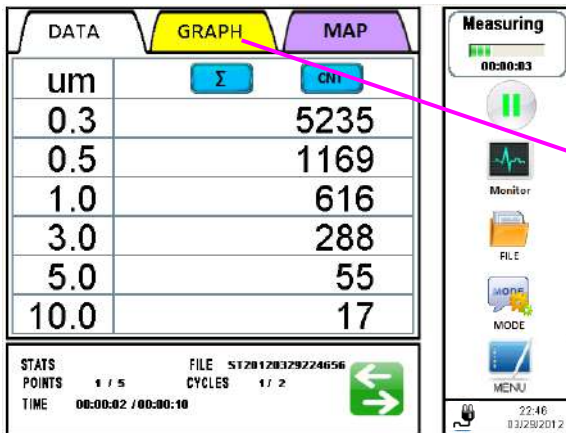 DATA GRAPH MAP
um Σ CNT
0.3 5235
0.5 1169
1.0 616
3.0 288
5.0 55
10.0 17
STATS FILE ST20120329224656
POINTS 1 / 5 CYCLES 1 / 2
TIME 00:00:02 / 00:00:10
Measuring
00:00:03
Monitor
FILE
MODE
MODE
MENU
22:46
03/29/2012